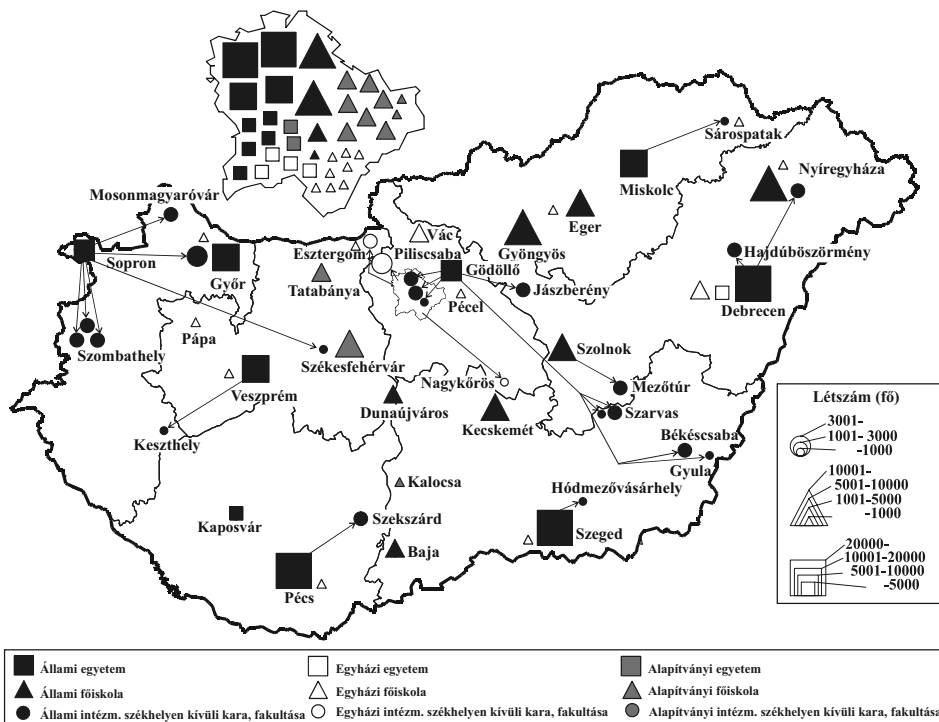 Sárospatak
Miskolc
Nyíregyháza
Mosonmagyaróvár
Vác
Eger
Gyöngyös
Esztergom
Piliscsaba
Hajdúböszörmény
Sopron
Gödöllő
Győr
Tatabánya
Jászberény
Pécel
Debrecen
Pápa
Szombathely
Székesfehérvár
Szolnok
Nagykőrös
Mezőtúr
Veszprém
Dunaújváros
Kecskemét
Szarvas
Keszthely
Békéscsaba
Gyula
Kalocsa
Hódmezővásárhely
Kaposvár
Szekszárd
Szeged
Baja
Pécs
Létszám (fő)
3001-
1001- 3000
-1000
10001-
5001-10000
1001-5000
-1000
20000-
10001-20000
5001-10000
-5000
Állami egyetem
Egyházi egyetem
Alapítványi egyetem
Állami főiskola
Egyházi főiskola
Alapítványi főiskola
Állami intézm. székhelyen kívüli kara, fakultása
Egyházi intézm. székhelyen kívüli kara, fakultása
Alapítványi intézm. székhelyen kívüli kara, fakultása